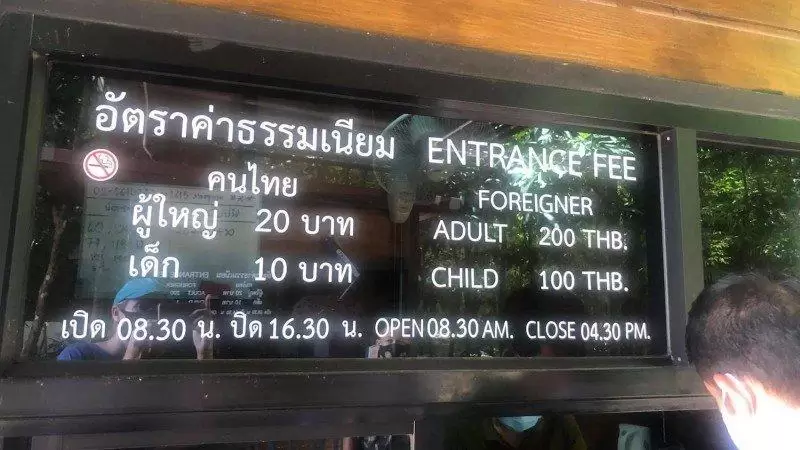 อัตราค่าธรรมเนียม
คนไทย
ผู้ใหญ่ 20 บาท
เด็ก 10 บาท
ENTRANCE FEE
FOREIGNER
ADULT 200 THB.
CHILD 100 THB.
เปิด 08.30 น. ปิด 16.30 น. OPEN 08.30 AM. CLOSE 04.30 PM.